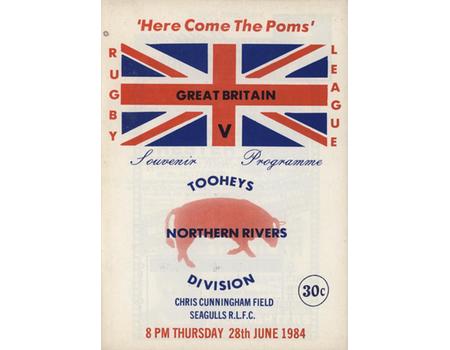 'Here Come The Poms'
RUGBY
LEAGUE
GREAT BRITAIN
V
Souvenir Programme
TOOHEYS
NORTHERN RIVERS
DIVISION
30c
CHRIS CUNNINGHAM FIELD
SEAGULLS R.L.F.C.
8 PM THURSDAY 28th JUNE 1984